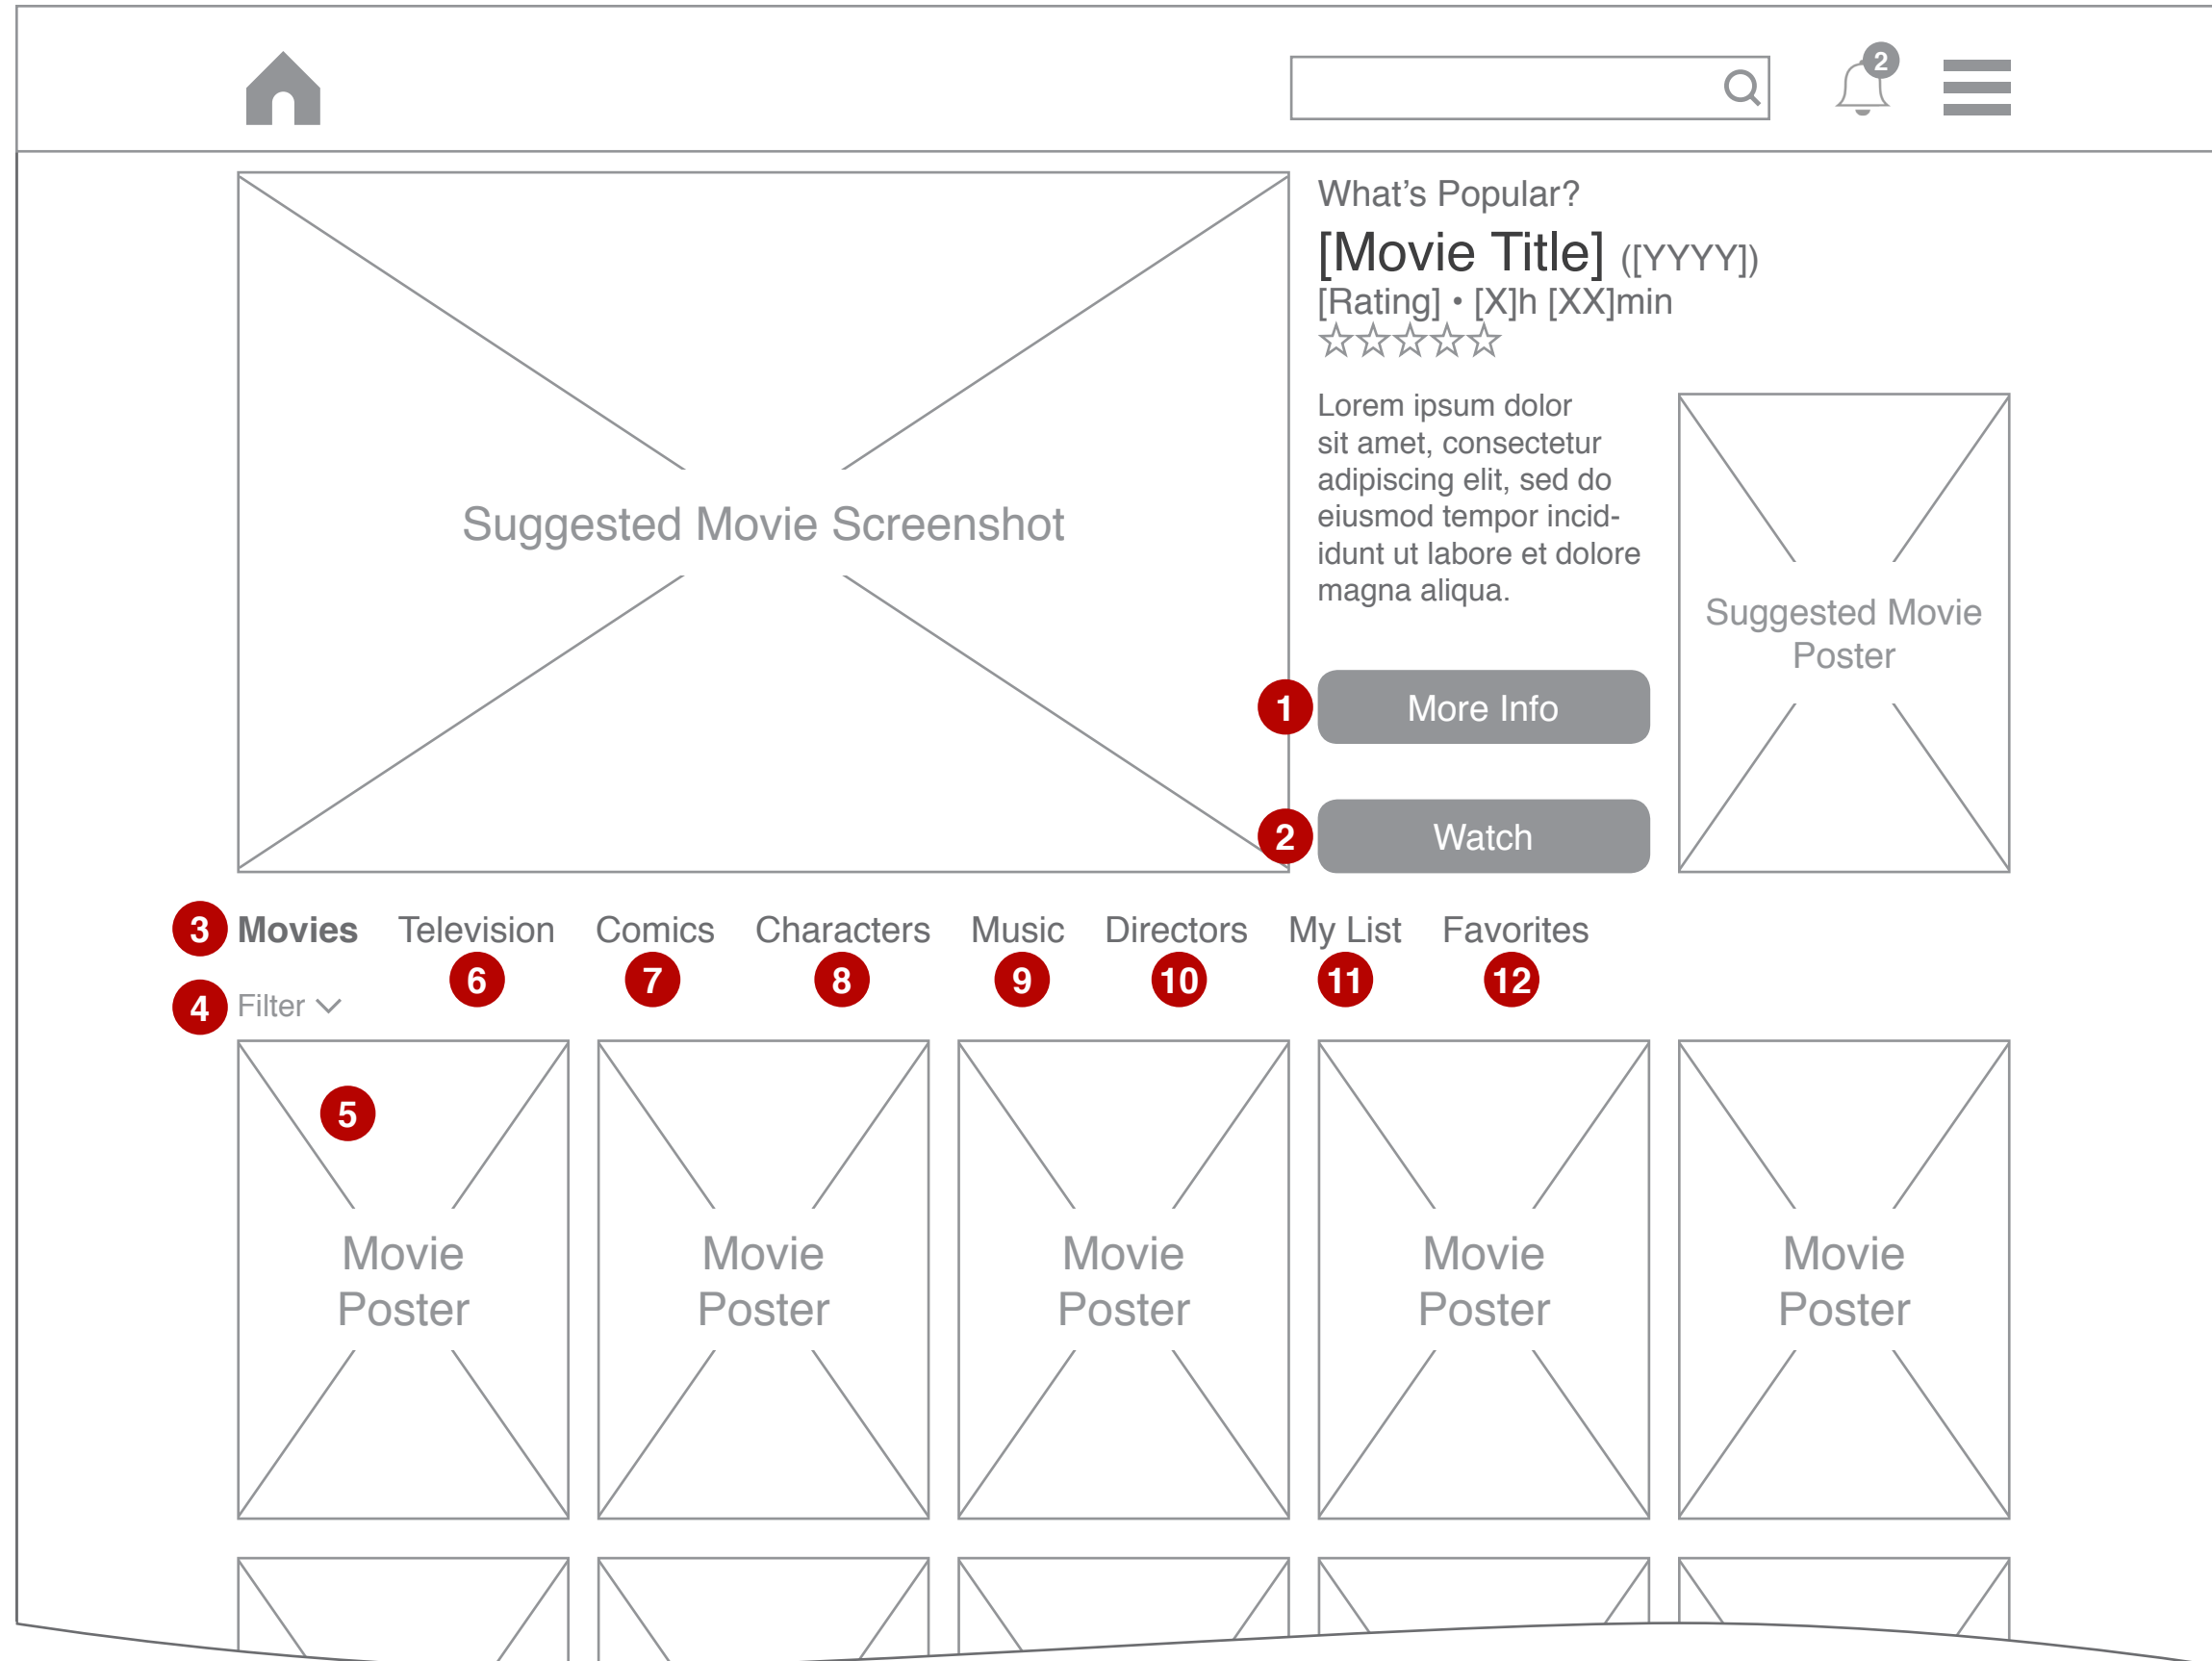 2
What's Popular?
[Movie Title] ([YYYY])
[Rating] • [X]h [XX]min
Lorem ipsum dolor
sit amet, consectetur
adipiscing elit, sed do
eiusmod tempor incid-
idunt ut labore et dolore
magna aliqua.
Suggested Movie Screenshot
Suggested Movie
Poster
1 More Info
2 Watch
3 Movies Television Comics Characters Music Directors My List Favorites
6 7 8 9 10 11 12
4 Filter
5
Movie Movie Movie Movie Movie
Poster Poster Poster Poster Poster